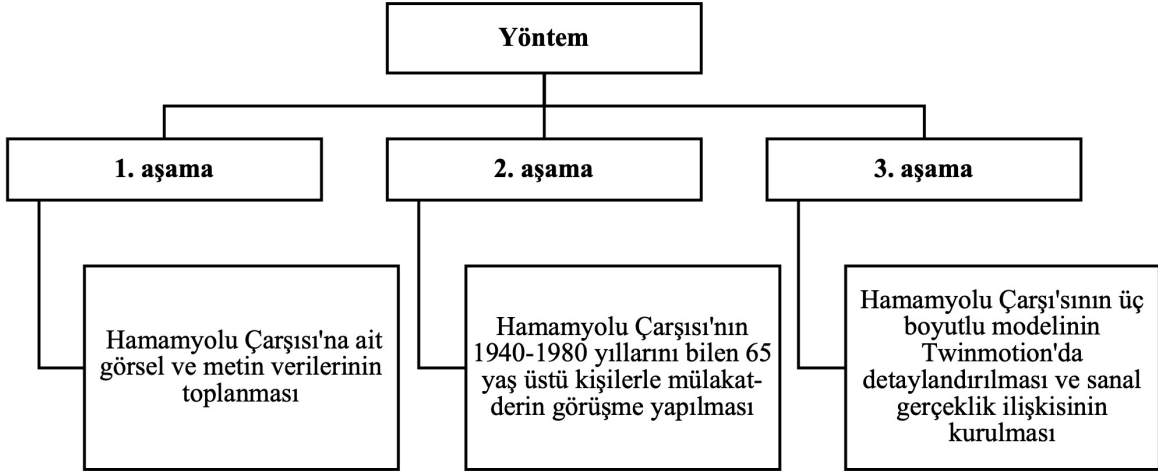 Yöntem
1. aşama
2. aşama
3. aşama
Hamamyolu Çarşısı'na ait
görsel ve metin verilerinin
toplanması
Hamamyolu Çarşısı'nın
1940-1980 yıllarını bilen 65
yaş üstü kişilerle mülakat-
derin görüşme yapılması
Hamamyolu Çarşı'sının üç
boyutlu modelinin
Twinmotion'da
detaylandırılması ve sanal
gerçeklik ilişkisinin
kurulması